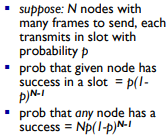 ▪ suppose: N nodes with
many frames to send, each
transmits in slot with
probability p
▪ prob that given node has
success in a slot = p(1-
p)ᴺ⁻¹
▪ prob that any node has a
success = Np(1-p)ᴺ⁻¹